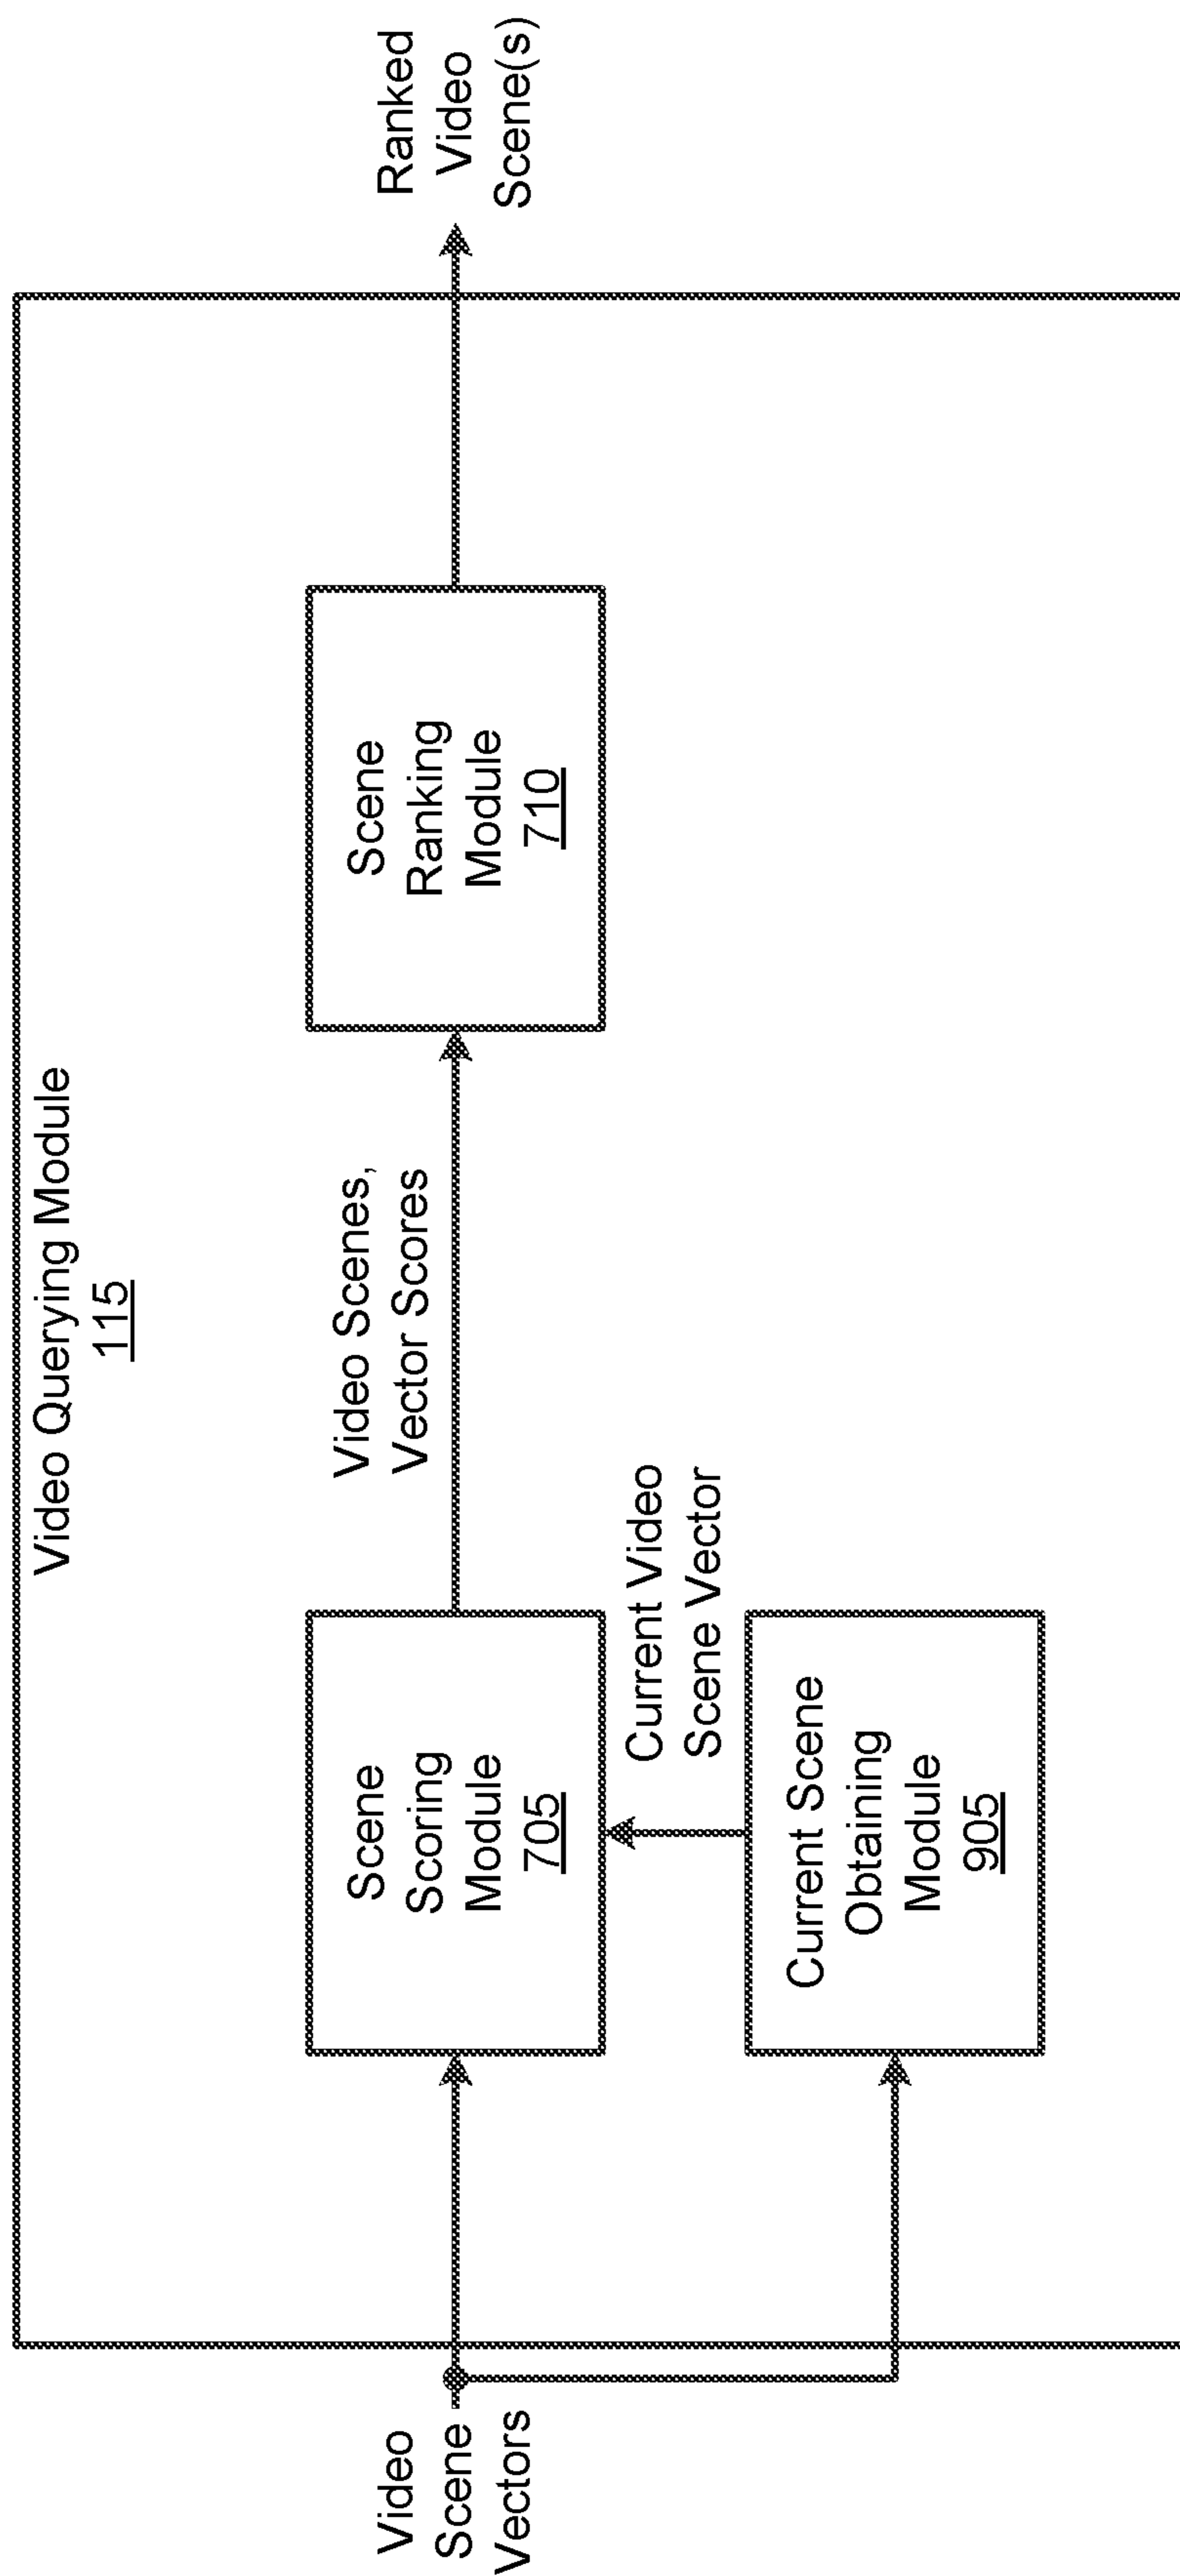 Video Querying Module
115
Video
Scene
Vectors
Scene
Scoring
Module
705
Video Scenes,
Vector Scores
Scene
Ranking
Module
710
Ranked
Video
Scene(s)
Current Video
Scene Vector
Current Scene
Obtaining
Module
905